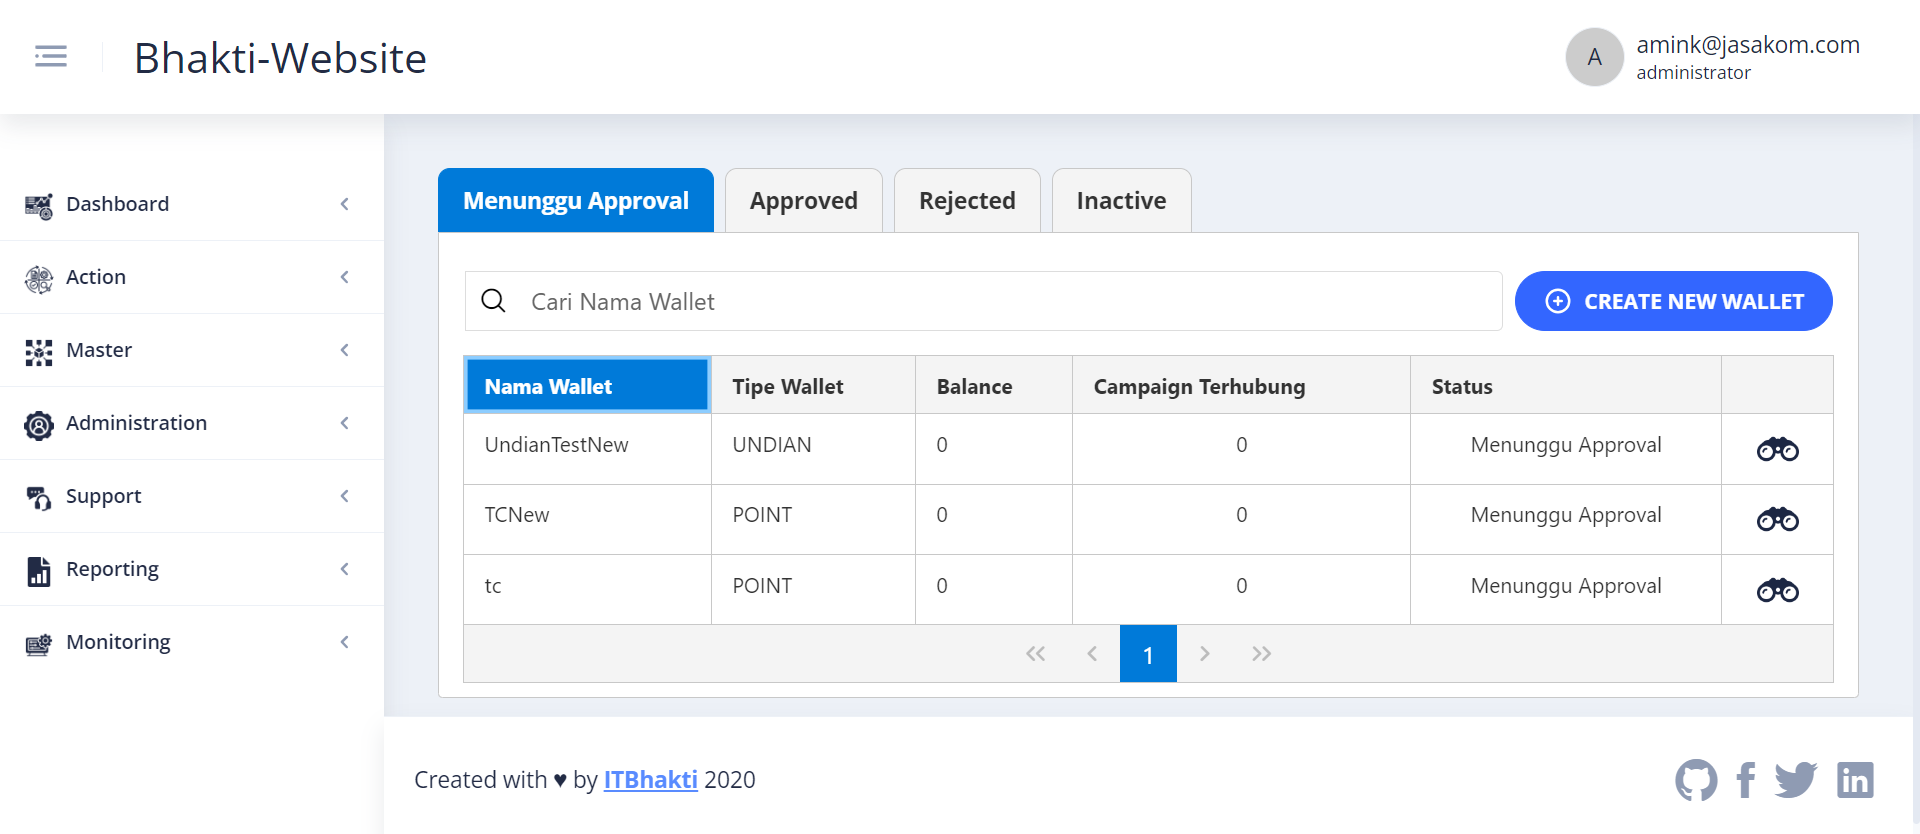 Bhakti-Website
A
amink@jasakom.com
administrator
Dashboard
Action
Master
Administration
Support
Reporting
Monitoring
Menunggu Approval Approved Rejected Inactive
Cari Nama Wallet
CREATE NEW WALLET
Nama Wallet Tipe Wallet Balance Campaign Terhubung Status
UndianTestNew UNDIAN 0 0 Menunggu Approval
TCNew POINT 0 0 Menunggu Approval
tc POINT 0 0 Menunggu Approval
1
Created with ♥ by ITBhakti 2020